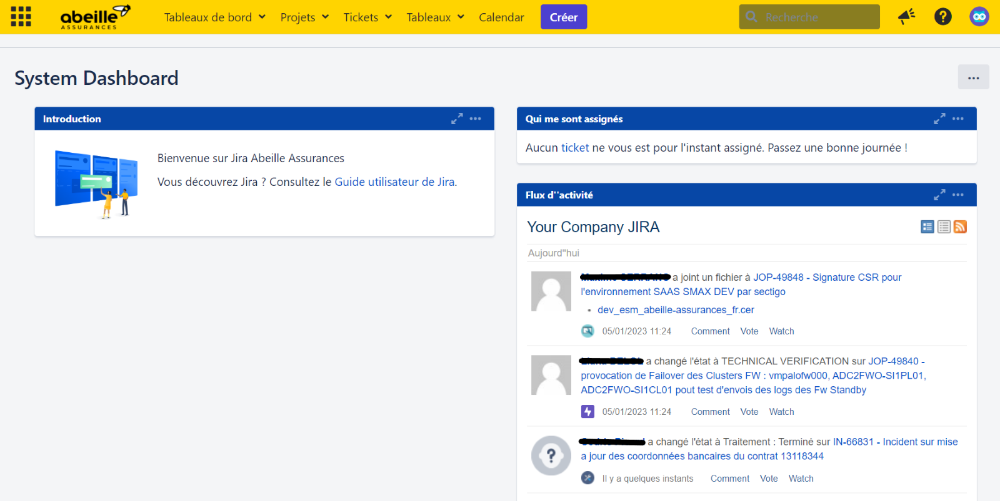 abeille
ASSURANCES
Tableaux de bord
Projets
Tickets
Tableaux
Calendar
Créer
Recherche
System Dashboard
Introduction
Bienvenue sur Jira Abeille Assurances
Vous découvrez Jira ? Consultez le Guide utilisateur de Jira.
Qui me sont assignés
Aucun ticket ne vous est pour l'instant assigné. Passez une bonne journée !
Flux d''activité
Your Company JIRA
Aujourd"hui
a joint un fichier à JOP-49848 - Signature CSR pour
l'environnement SAAS SMAX DEV par sectigo
• dev_esm_abeille-assurances_fr.cer
05/01/2023 11:24 Comment Vote Watch
a changé l'état à TECHNICAL VERIFICATION sur JOP-49840 -
provocation de Failover des Clusters FW : vmpalofw000, ADC2FWO-SI1PL01,
ADC2FWO-SI1CL01 pout test d'envois des logs des Fw Standby
05/01/2023 11:24 Comment Vote Watch
a changé l'état à Traitement : Terminé sur IN-66831 - Incident sur mise
a jour des coordonnées bancaires du contrat 13118344
Il y a quelques instants Comment Vote Watch